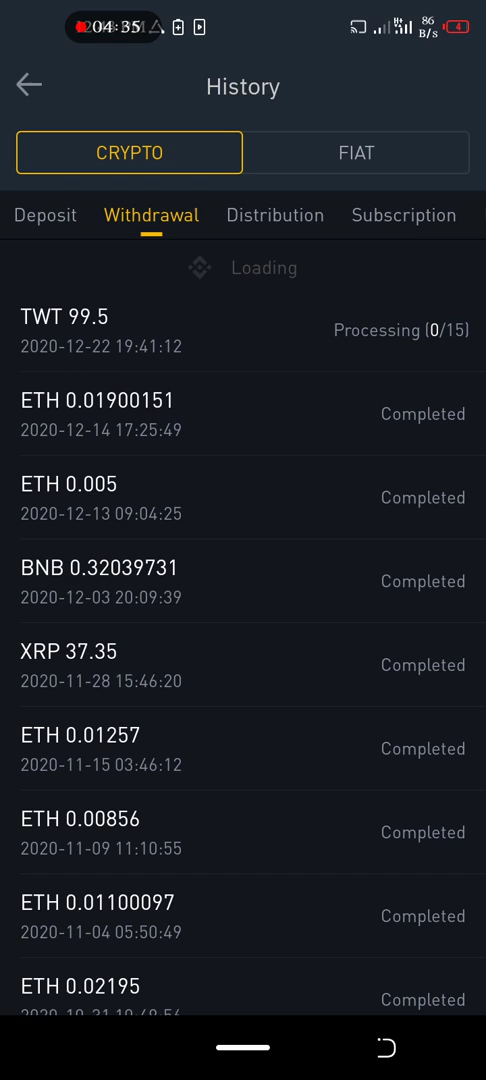 04:35
86
B/s
4
History
CRYPTO
FIAT
Deposit
Withdrawal
Distribution
Subscription
Loading
TWT 99.5
Processing (0/15)
2020-12-22 19:41:12
ETH 0.01900151
Completed
2020-12-14 17:25:49
ETH 0.005
Completed
2020-12-13 09:04:25
BNB 0.32039731
Completed
2020-12-03 20:09:39
XRP 37.35
Completed
2020-11-28 15:46:20
ETH 0.01257
Completed
2020-11-15 03:46:12
ETH 0.00856
Completed
2020-11-09 11:10:55
ETH 0.01100097
Completed
2020-11-04 05:50:49
ETH 0.02195
Completed